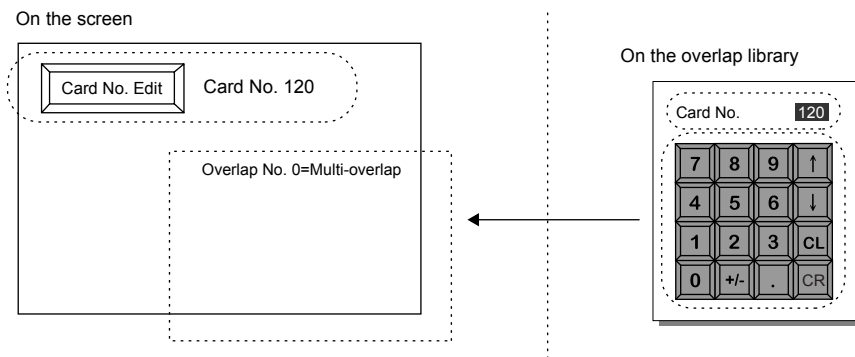 On the screen
Card No. Edit
Card No. 120
Overlap No. 0=Multi-overlap
On the overlap library
Card No. 120
7 8 9 ↑
4 5 6 ↓
1 2 3 CL
0 +/- . CR